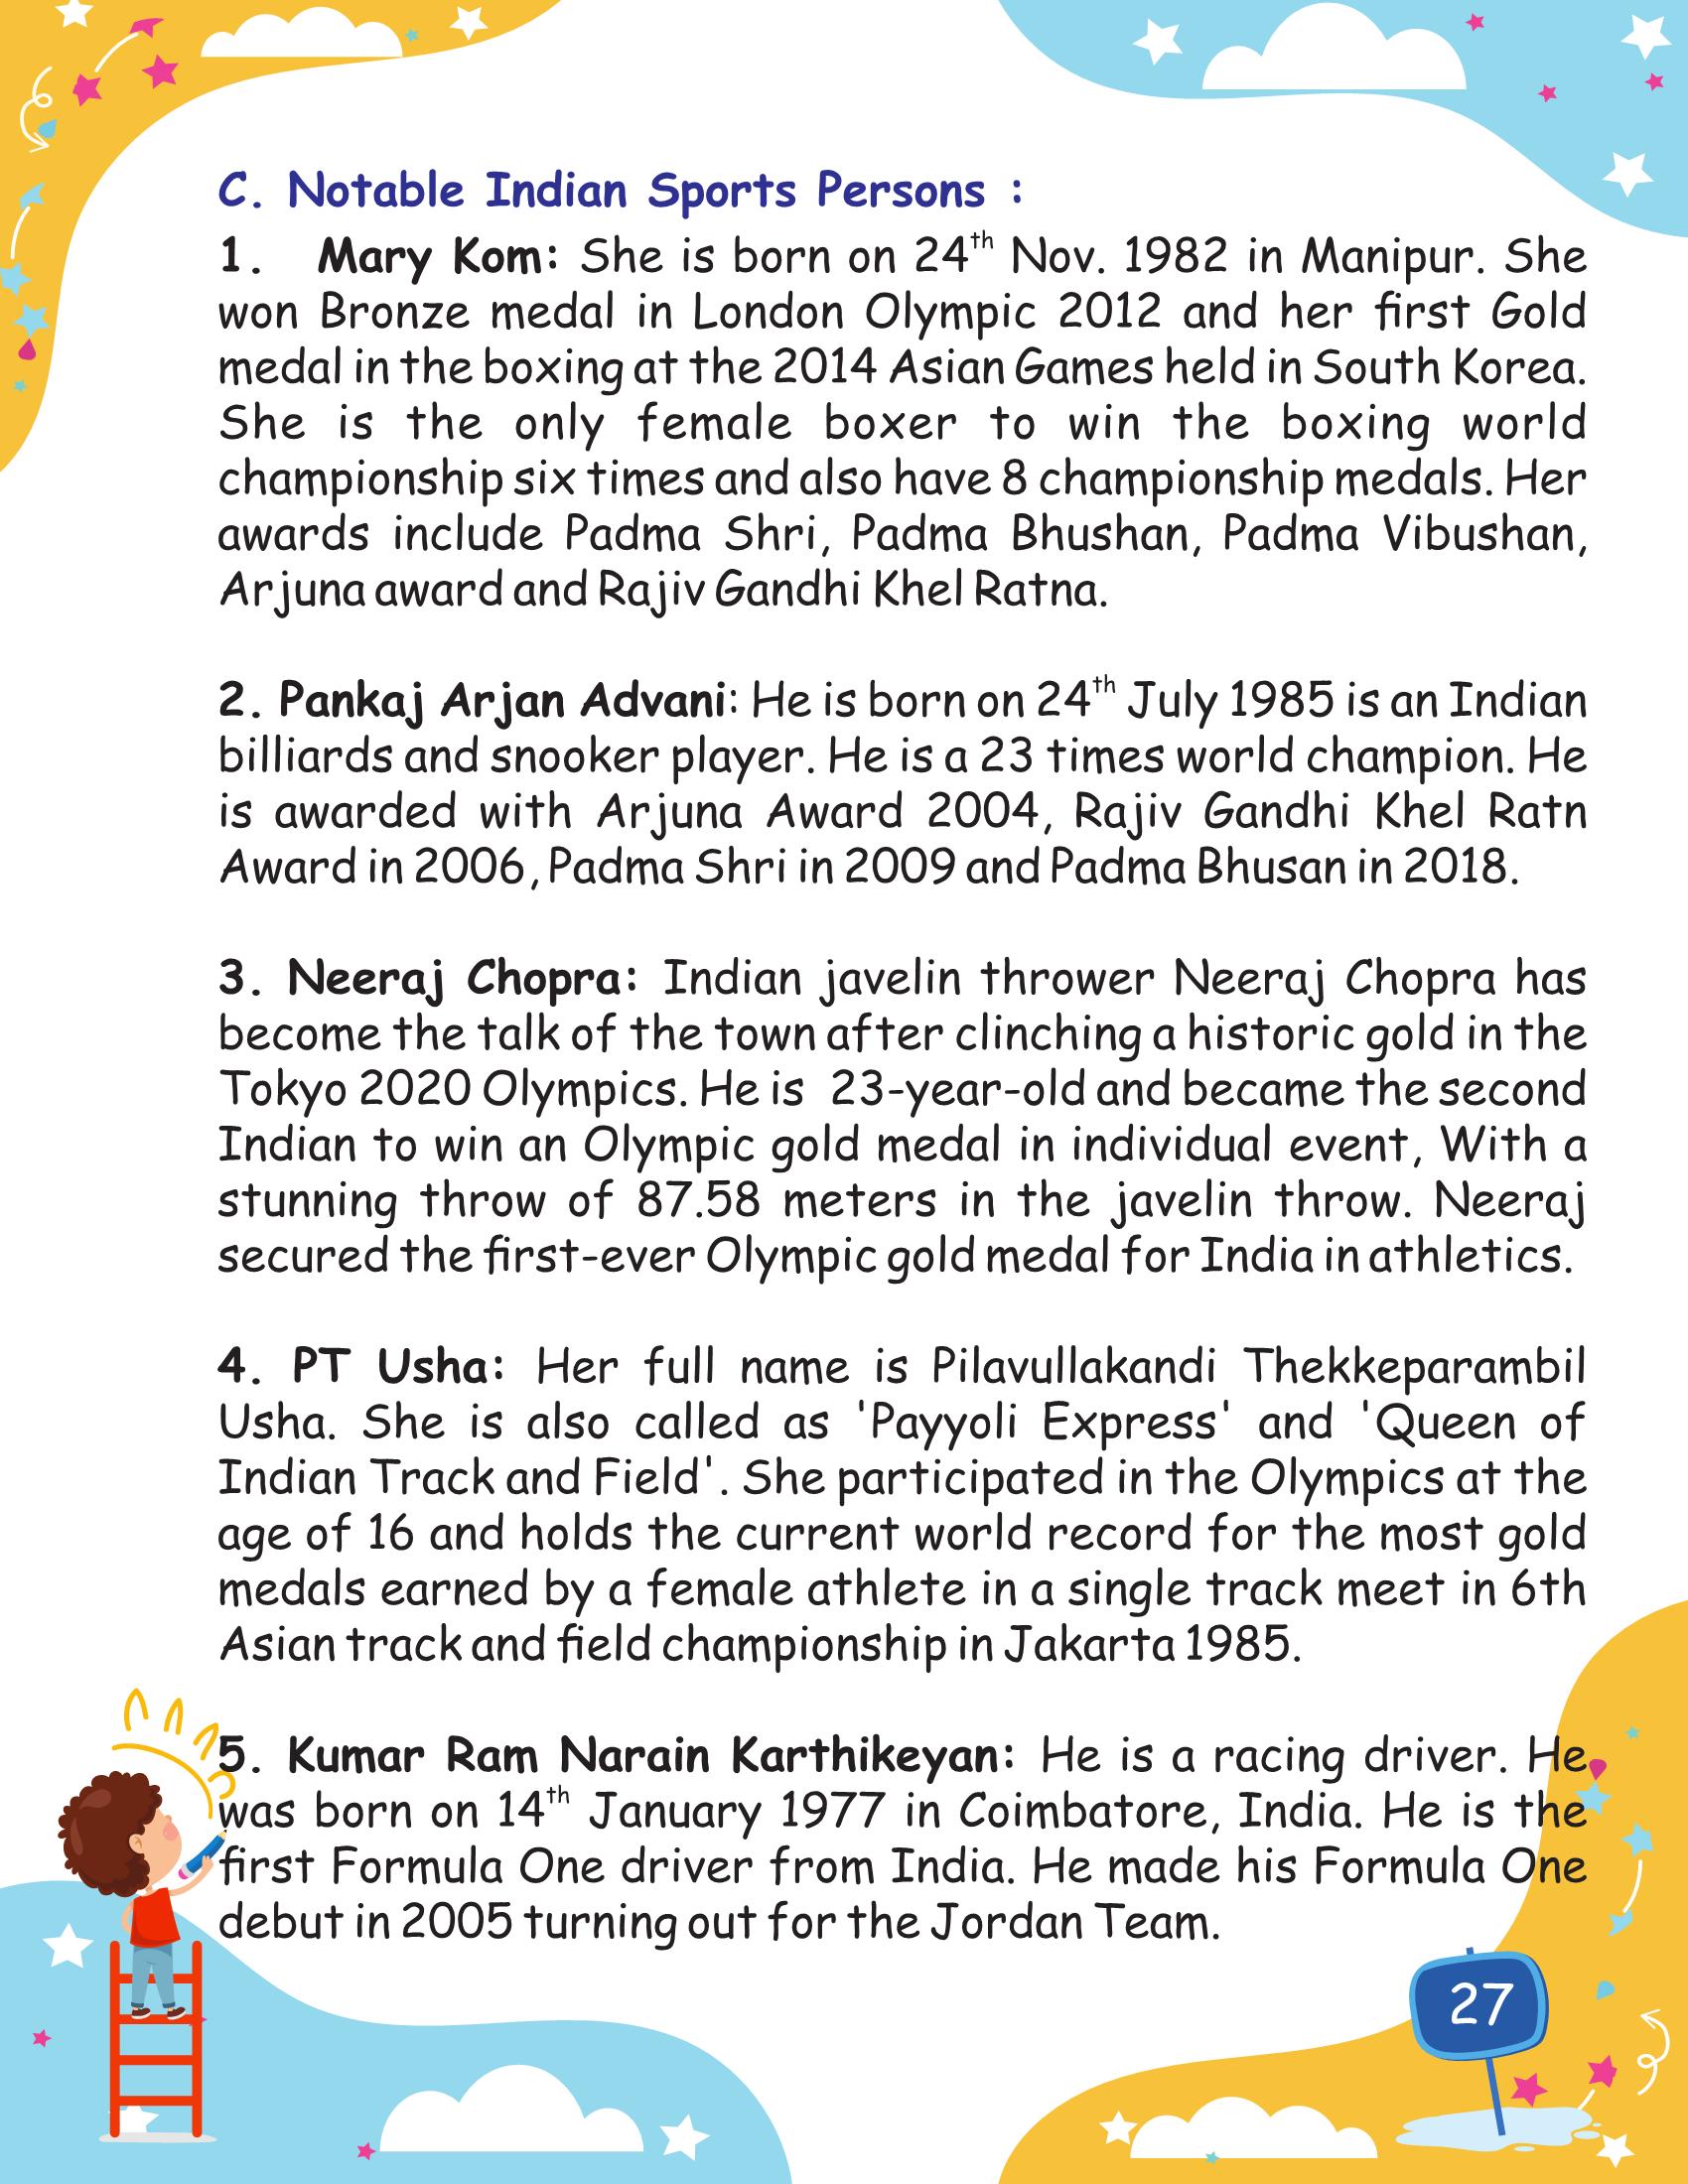 C. Notable Indian Sports Persons :
1. Mary Kom: She is born on 24th Nov. 1982 in Manipur. She
won Bronze medal in London Olympic 2012 and her first Gold
medal in the boxing at the 2014 Asian Games held in South Korea.
She is the only female boxer to win the boxing world
championship six times and also have 8 championship medals. Her
awards include Padma Shri, Padma Bhushan, Padma Vibushan,
Arjuna award and Rajiv Gandhi Khel Ratna.
2. Pankaj Arjan Advani: He is born on 24th July 1985 is an Indian
billiards and snooker player. He is a 23 times world champion. He
is awarded with Arjuna Award 2004, Rajiv Gandhi Khel Ratn
Award in 2006, Padma Shri in 2009 and Padma Bhusan in 2018.
3. Neeraj Chopra: Indian javelin thrower Neeraj Chopra has
become the talk of the town after clinching a historic gold in the
Tokyo 2020 Olympics. He is 23-year-old and became the second
Indian to win an Olympic gold medal in individual event, With a
stunning throw of 87.58 meters in the javelin throw. Neeraj
secured the first-ever Olympic gold medal for India in athletics.
4. PT Usha: Her full name is Pilavullakandi Thekkeparambil
Usha. She is also called as 'Payyoli Express' and 'Queen of
Indian Track and Field'. She participated in the Olympics at the
age of 16 and holds the current world record for the most gold
medals earned by a female athlete in a single track meet in 6th
Asian track and field championship in Jakarta 1985.
5. Kumar Ram Narain Karthikeyan: He is a racing driver. He
was born on 14th January 1977 in Coimbatore, India. He is the
first Formula One driver from India. He made his Formula One
debut in 2005 turning out for the Jordan Team.
27